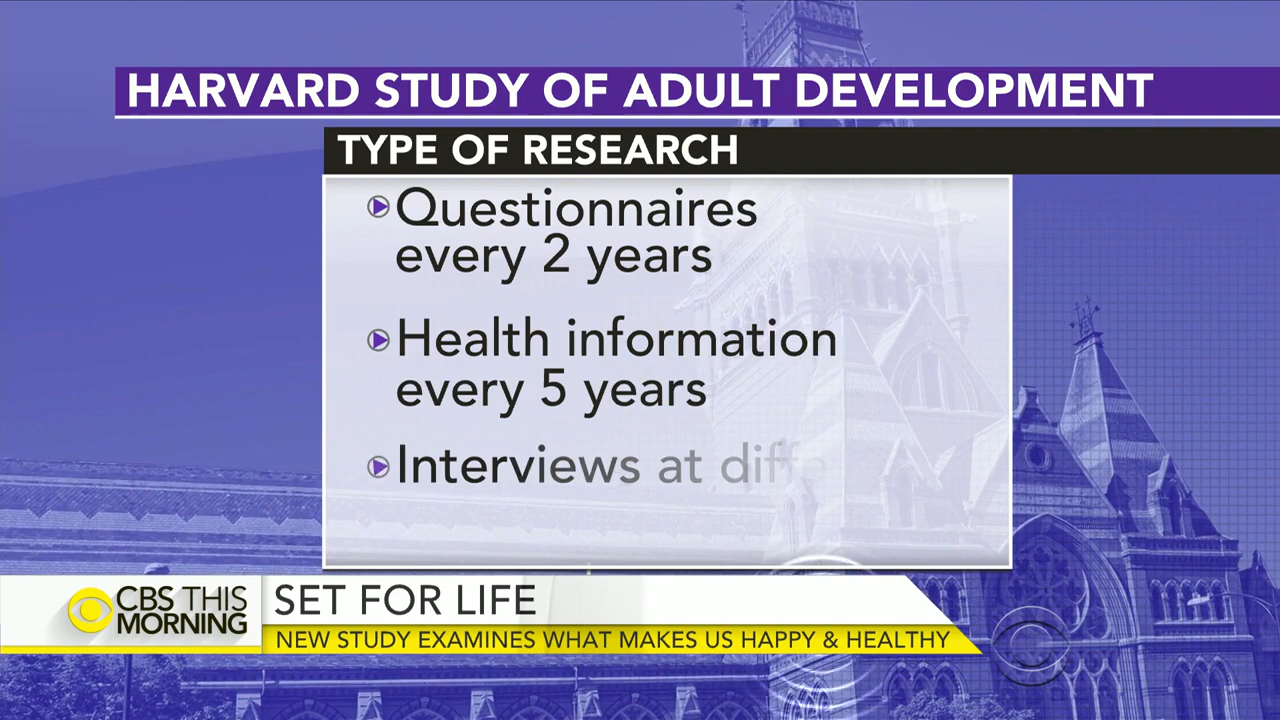 HARVARD STUDY OF ADULT DEVELOPMENT
TYPE OF RESEARCH
Questionnaires
every 2 years
Health information
every 5 years
Interviews at
CBS THIS
MORNING
SET FOR LIFE
NEW STUDY EXAMINES WHAT MAKES US HAPPY & HEALTHY